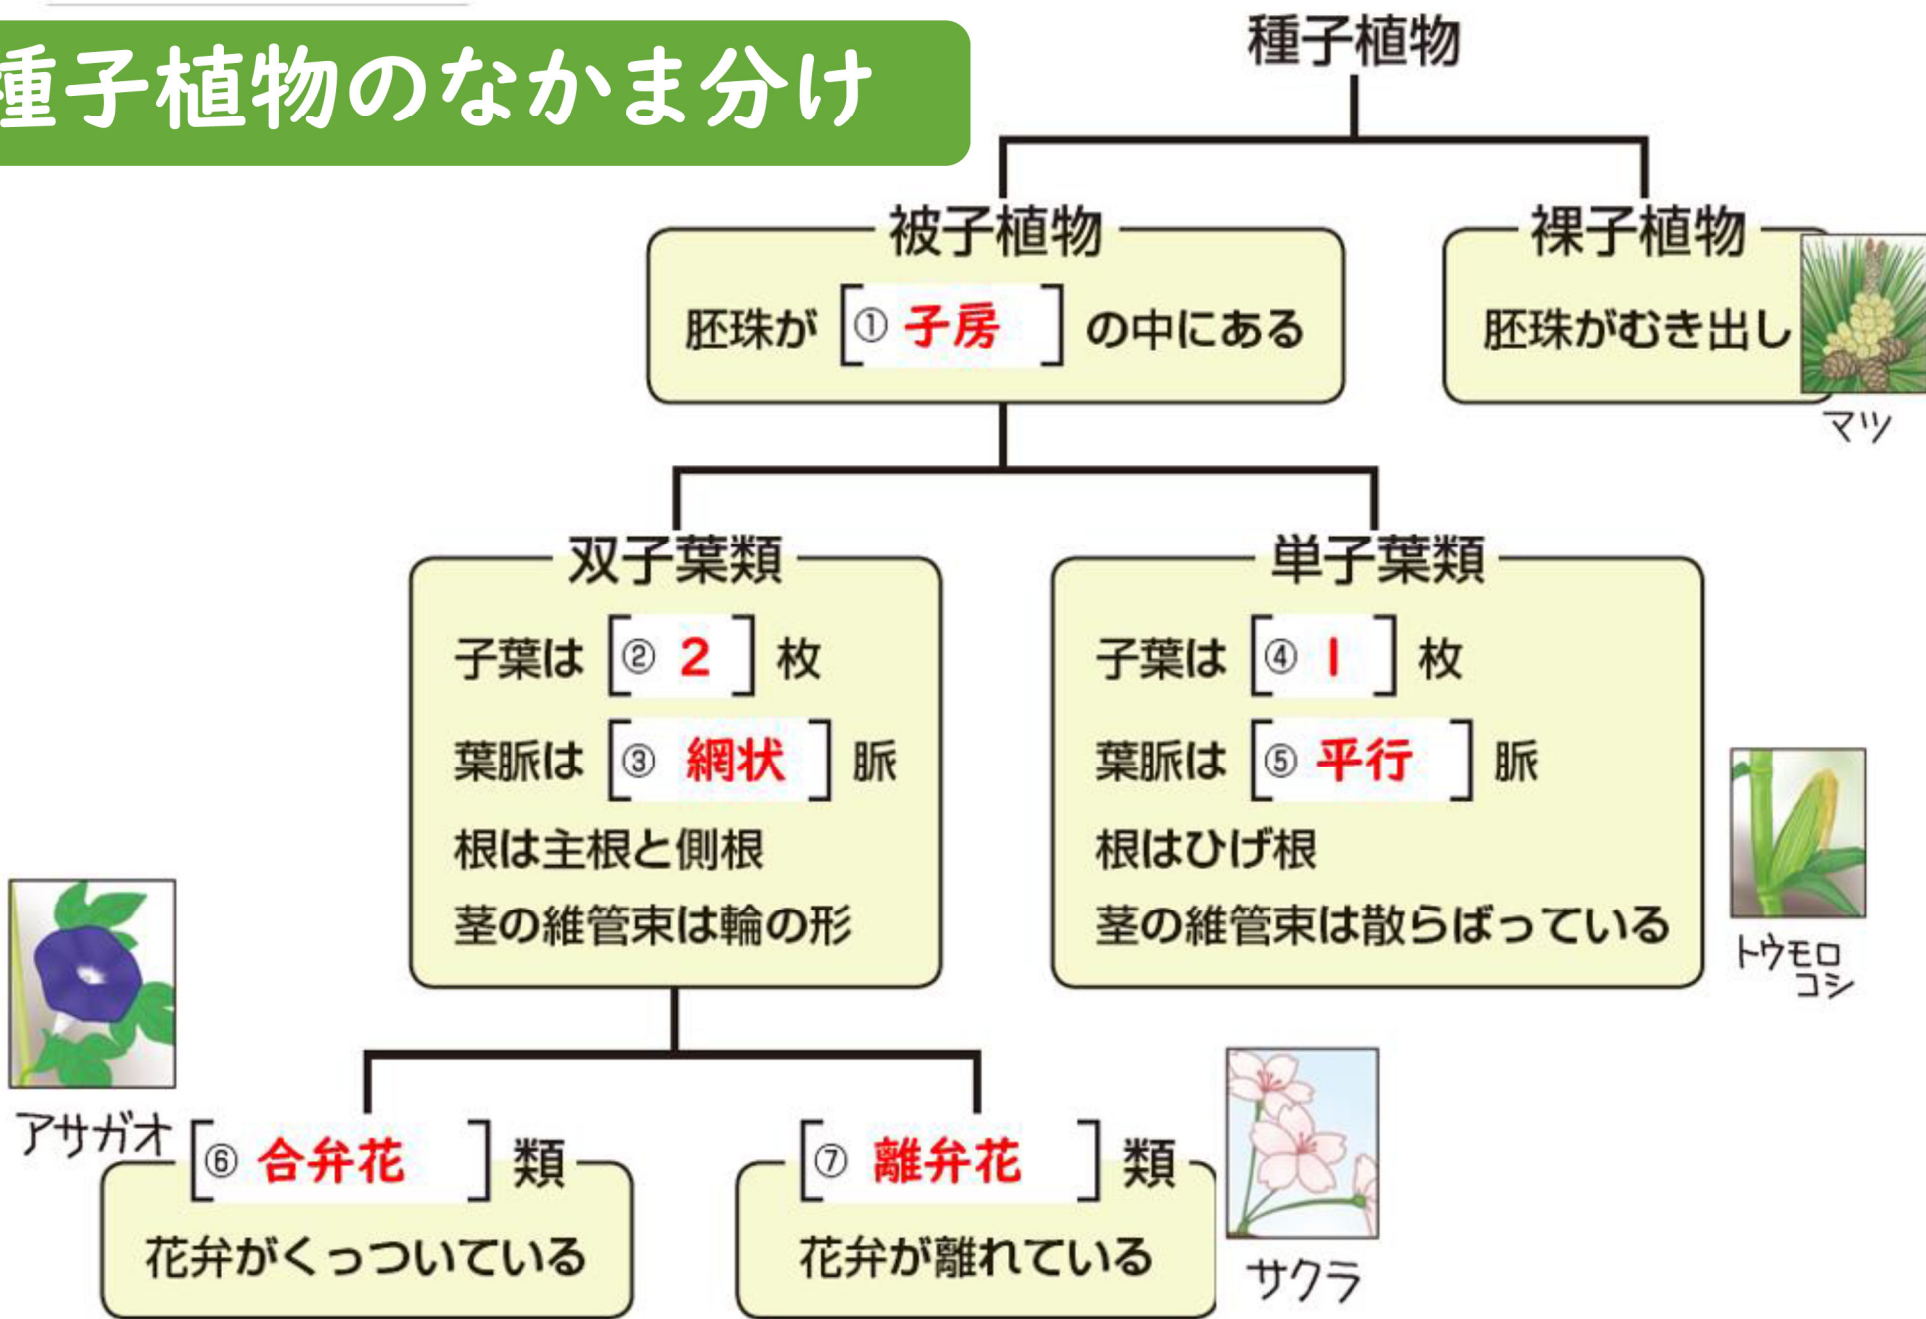 種子植物のなかま分け
種子植物
被子植物
胚珠が [① 子房 ] の中にある
裸子植物
胚珠がむき出し
マツ
双子葉類
子葉は [② 2 ] 枚
葉脈は [③ 網状 ] 脈
根は主根と側根
茎の維管束は輪の形
単子葉類
子葉は [④ 1 ] 枚
葉脈は [⑤ 平行 ] 脈
根はひげ根
茎の維管束は散らばっている
トウモロ
コシ
アサガオ
[⑥ 合弁花 ] 類
花弁がくっついている
[⑦ 離弁花 ] 類
花弁が離れている
サクラ